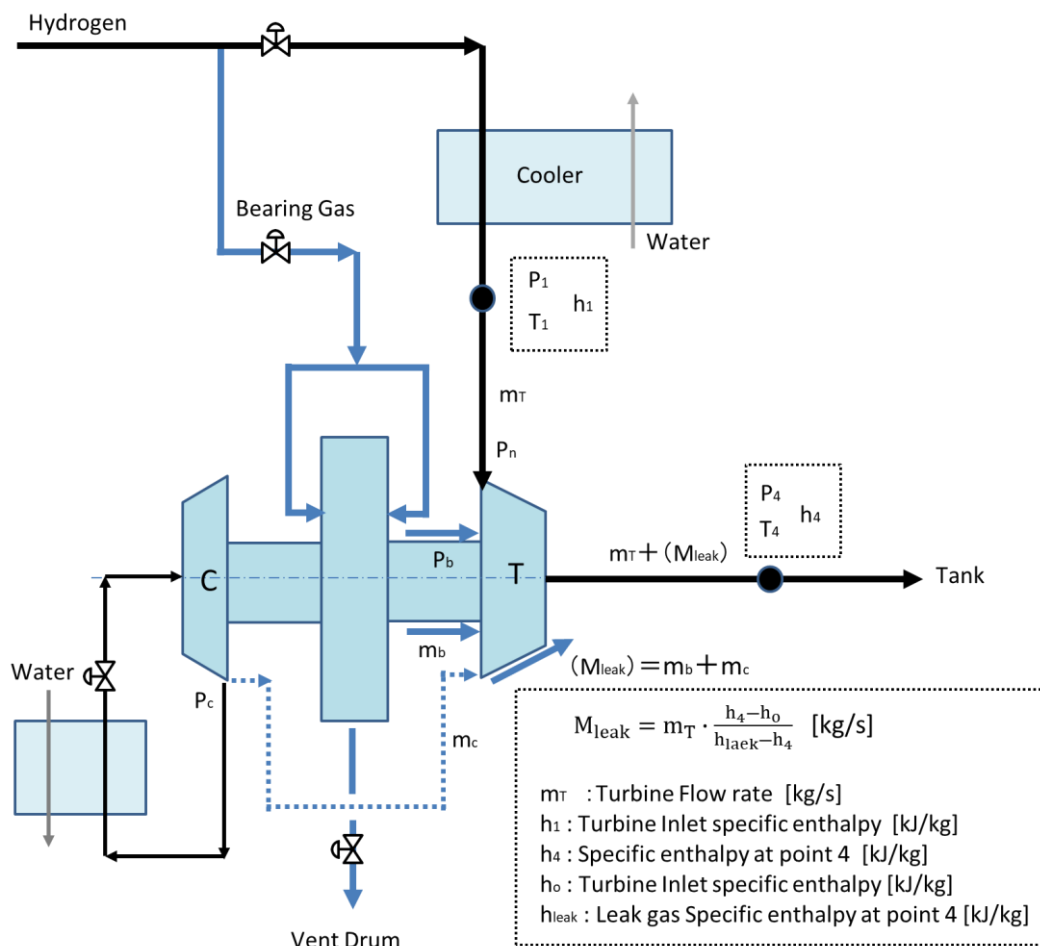 Hydrogen
Cooler
Bearing Gas
Water
P1
h1
T1
mT
Pn
P4
h4
T4
Pb
mT+(Mleak)
C
T
Tank
mb
(Mleak)=mb+mc
Water
Pc
mc
Mleak = mT · (h4−ho)/(hlaek−h4) [kg/s]
mT : Turbine Flow rate [kg/s]
h1 : Turbine Inlet specific enthalpy [kJ/kg]
h4 : Specific enthalpy at point 4 [kJ/kg]
ho : Turbine Inlet specific enthalpy [kJ/kg]
hleak : Leak gas Specific enthalpy at point 4 [kJ/kg]
Vent Drum